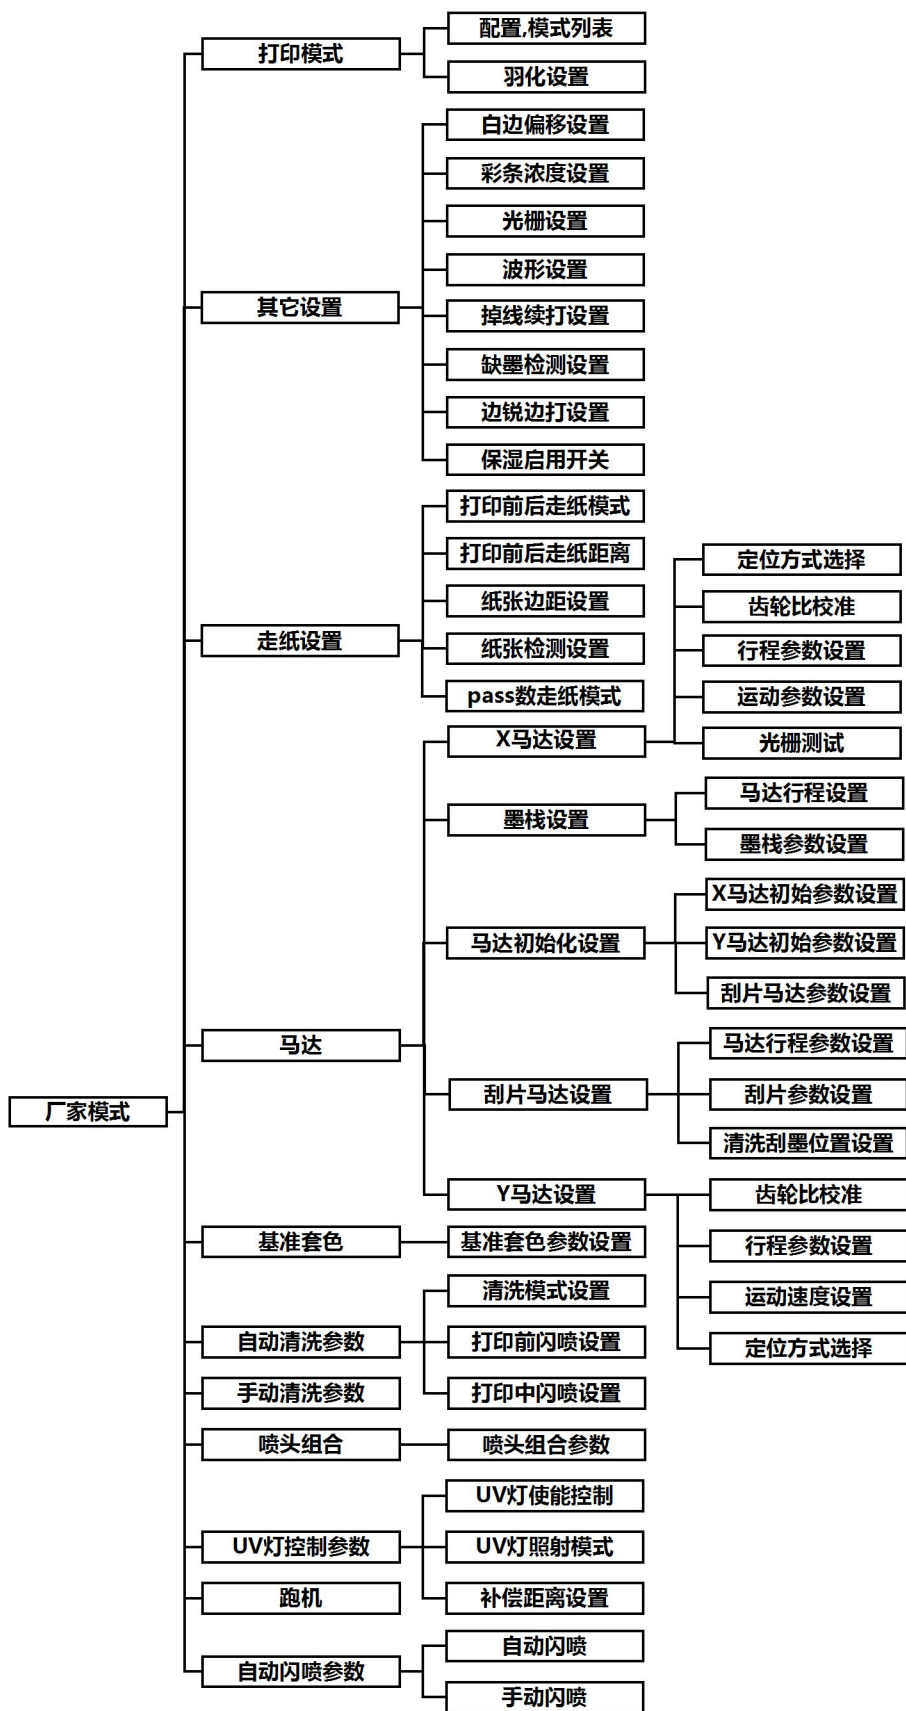 打印模式
配置,模式列表
羽化设置
其它设置
白边偏移设置
彩条浓度设置
光栅设置
波形设置
掉线续打设置
缺墨检测设置
边锐边打设置
保湿启用开关
走纸设置
打印前后走纸模式
打印前后走纸距离
纸张边距设置
纸张检测设置
pass数走纸模式
厂家模式
马达
X马达设置
定位方式选择
齿轮比校准
行程参数设置
运动参数设置
光栅测试
墨栈设置
马达行程设置
墨栈参数设置
马达初始化设置
X马达初始参数设置
Y马达初始参数设置
刮片马达参数设置
刮片马达设置
马达行程参数设置
刮片参数设置
清洗刮墨位置设置
Y马达设置
齿轮比校准
行程参数设置
运动速度设置
定位方式选择
基准套色
基准套色参数设置
自动清洗参数
清洗模式设置
打印前闪喷设置
打印中闪喷设置
手动清洗参数
喷头组合
喷头组合参数
UV灯控制参数
UV灯使能控制
UV灯照射模式
补偿距离设置
跑机
自动闪喷参数
自动闪喷
手动闪喷